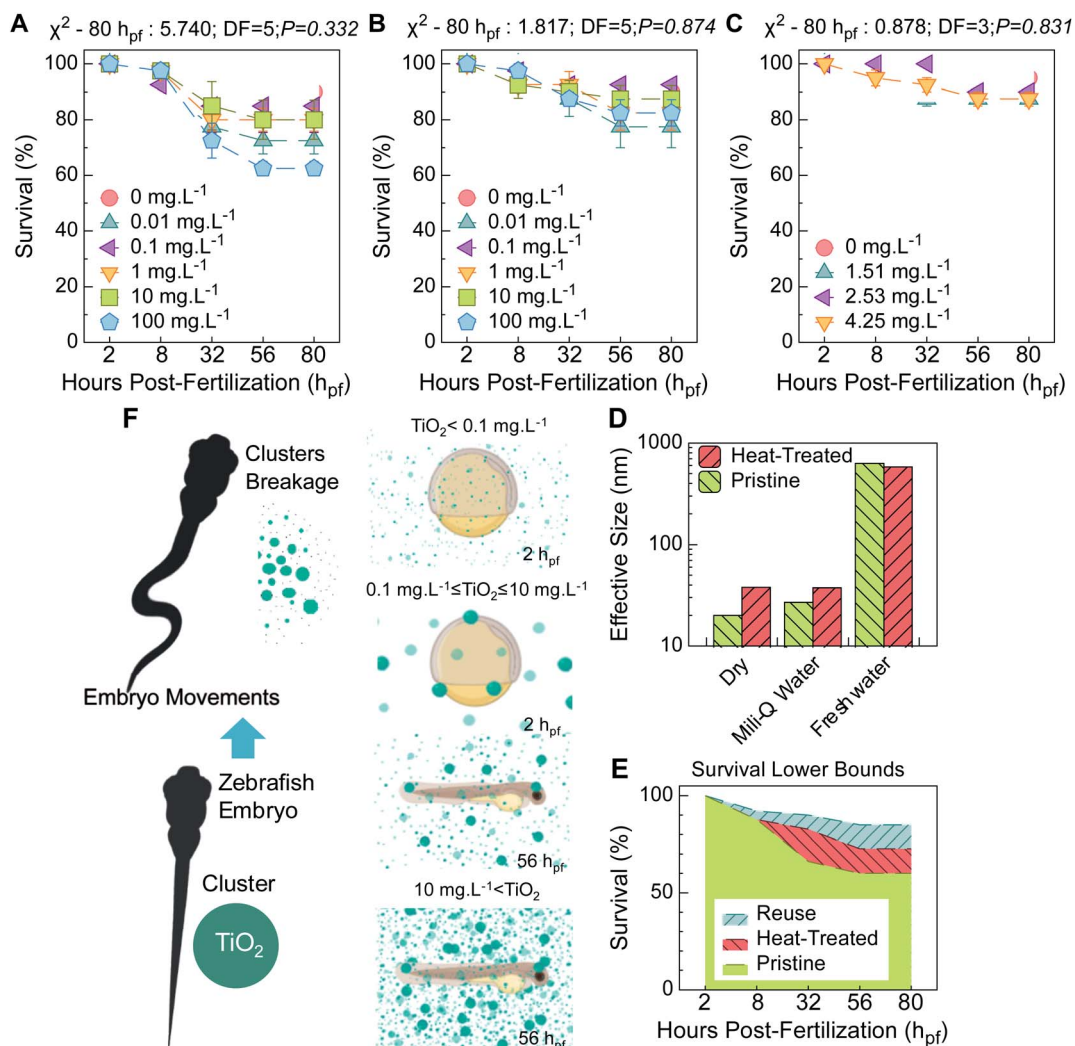 A
χ² - 80 hpf : 5.740; DF=5;P=0.332
Survival (%)
100
80
60
40
20
0
0 mg.L⁻¹
0.01 mg.L⁻¹
0.1 mg.L⁻¹
1 mg.L⁻¹
10 mg.L⁻¹
100 mg.L⁻¹
2 8 32 56 80
Hours Post-Fertilization (hpf)
B
χ² - 80 hpf : 1.817; DF=5;P=0.874
Survival (%)
100
80
60
40
20
0
0 mg.L⁻¹
0.01 mg.L⁻¹
0.1 mg.L⁻¹
1 mg.L⁻¹
10 mg.L⁻¹
100 mg.L⁻¹
2 8 32 56 80
Hours Post-Fertilization (hpf)
C
χ² - 80 hpf : 0.878; DF=3;P=0.831
Survival (%)
100
80
60
40
20
0
0 mg.L⁻¹
1.51 mg.L⁻¹
2.53 mg.L⁻¹
4.25 mg.L⁻¹
2 8 32 56 80
Hours Post-Fertilization (hpf)
F
Clusters
Breakage
Embryo Movements
Zebrafish
Embryo
Cluster
TiO₂
TiO₂< 0.1 mg.L⁻¹
2 hpf
0.1 mg.L⁻¹≤TiO₂≤10 mg.L⁻¹
2 hpf
56 hpf
10 mg.L⁻¹<TiO₂
56 hpf
D
Effective Size (nm)
1000
100
10
Heat-Treated
Pristine
Dry
Mili-Q Water
Freshwater
E
Survival Lower Bounds
Survival (%)
100
50
0
Reuse
Heat-Treated
Pristine
2 8 32 56 80
Hours Post-Fertilization (hpf)